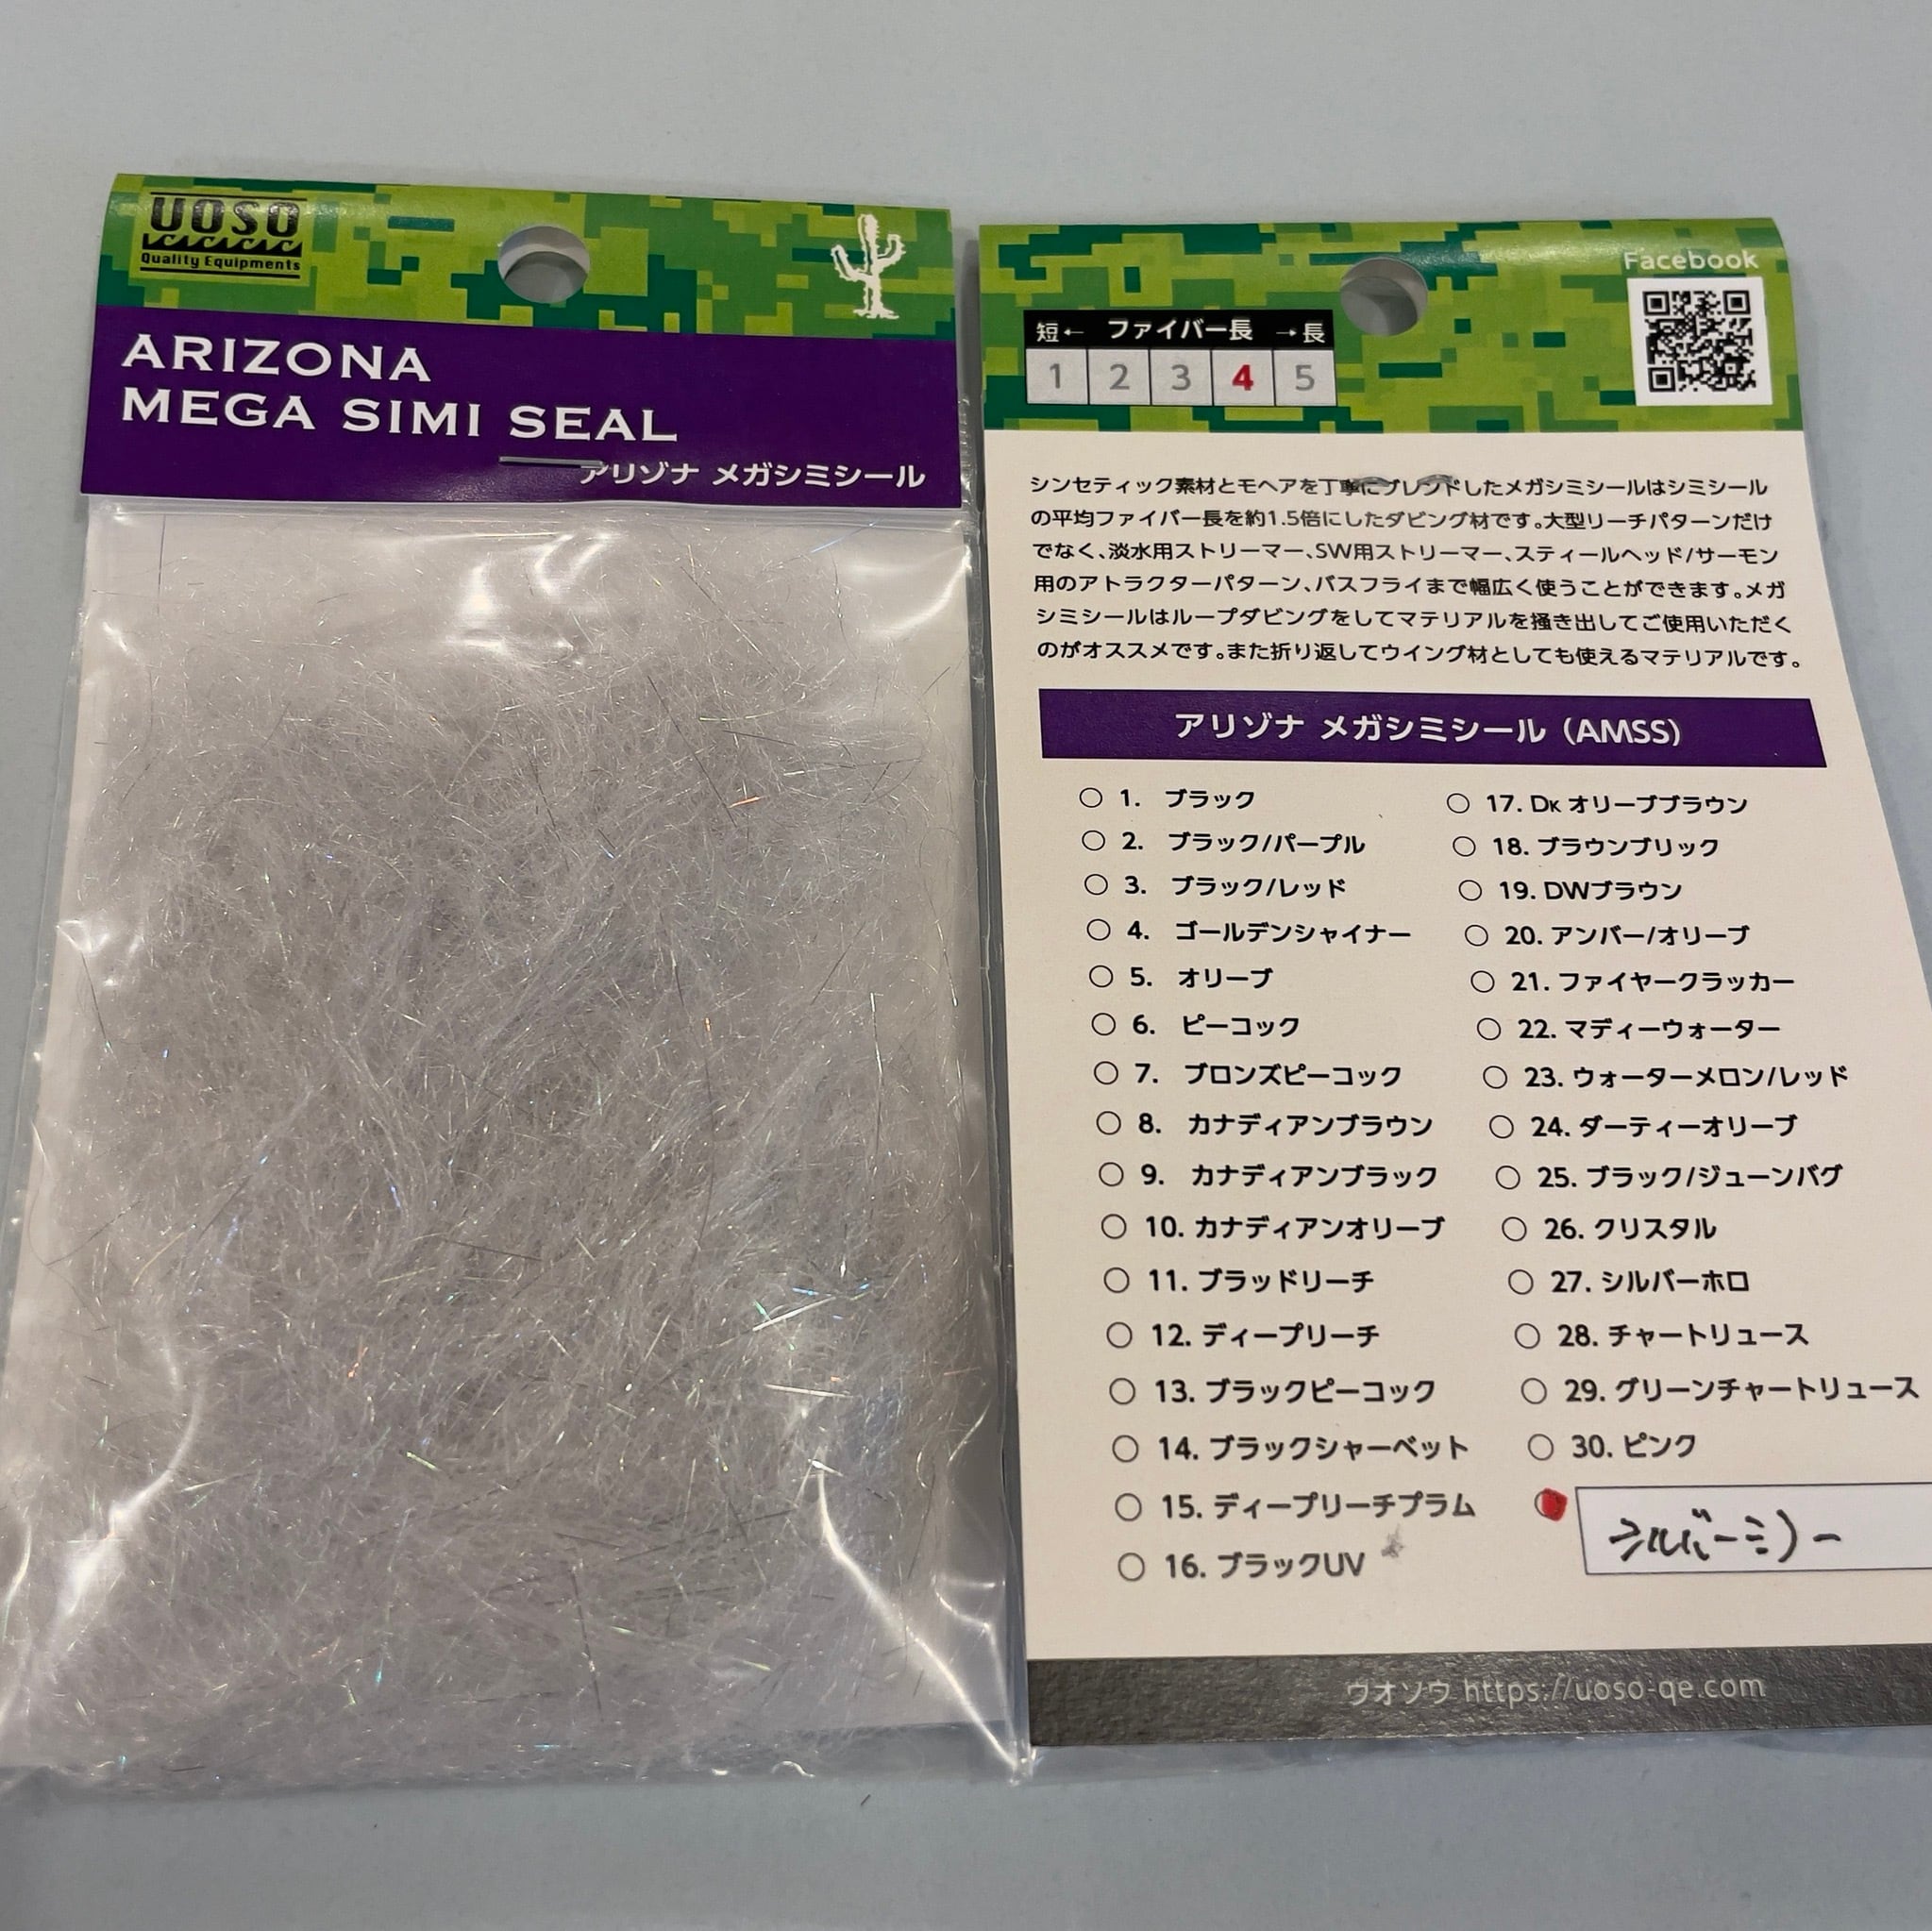 UOSO
Quality Equipments
ARIZONA
MEGA SIMI SEAL
アリゾナ メガシミシール
Facebook
短← ファイバー長 →長
1 2 3 4 5
シンセティック素材とモヘアを丁寧にブレンドしたメガシミシールはシミシール
の平均ファイバー長を約1.5倍にしたダビング材です。大型リーチパターンだけ
でなく、淡水用ストリーマー、SW用ストリーマー、スティールヘッド/サーモン
用のアトラクターパターン、バスフライまで幅広く使うことができます。メガ
シミシールはループダビングをしてマテリアルを掻き出してご使用いただく
のがオススメです。また折り返してウイング材としても使えるマテリアルです。
アリゾナ メガシミシール (AMSS)
1. ブラック
2. ブラック/パープル
3. ブラック/レッド
4. ゴールデンシャイナー
5. オリーブ
6. ピーコック
7. ブロンズピーコック
8. カナディアンブラウン
9. カナディアンブラック
10. カナディアンオリーブ
11. ブラッドリーチ
12. ディープリーチ
13. ブラックピーコック
14. ブラックシャーベット
15. ディープリーチプラム
16. ブラックUV
17. DK オリーブブラウン
18. ブラウンブリック
19. DWブラウン
20. アンバー/オリーブ
21. ファイヤークラッカー
22. マディーウォーター
23. ウォーターメロン/レッド
24. ダーティーオリーブ
25. ブラック/ジューンバグ
26. クリスタル
27. シルバーホロ
28. チャートリュース
29. グリーンチャートリュース
30. ピンク
シルバーミノー
ヴオソウ https://uoso-qe.com